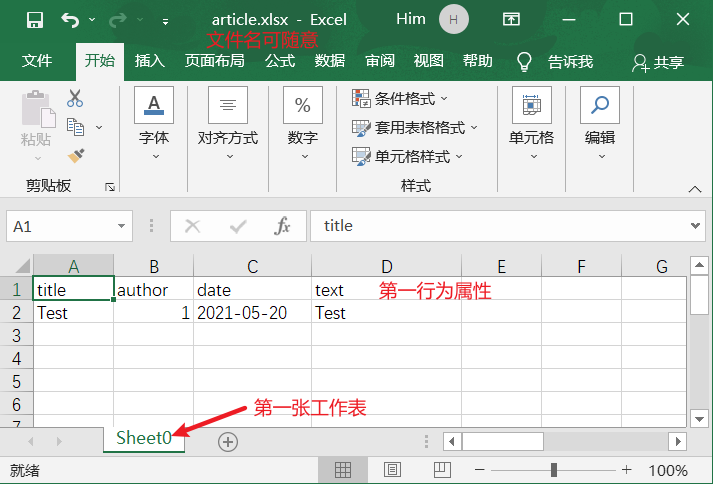 article.xlsx - Excel
Him
H
文件名可随意
文件 开始 插入 页面布局 公式 数据 审阅 视图 帮助 告诉我 共享
粘贴
剪贴板
A
字体
对齐方式
%
数字
条件格式
套用表格格式
单元格样式
样式
单元格
编辑
A1
fx
title
A B C D E F G
1 title author date text 第一行为属性
2 Test 1 2021-05-20 Test
3
4
5
6
7
第一张工作表
Sheet0
就绪
100%